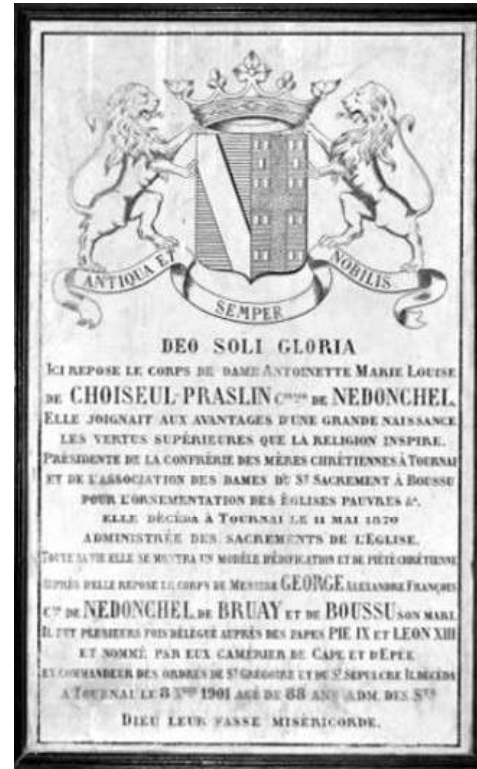 ANTIQUA ET
SEMPER
NOBILIS
DEO SOLI GLORIA
ICI REPOSE LE CORPS DE DAME ANTOINETTE MARIE LOUISE
DE CHOISEUL-PRASLIN Ctesse DE NEDONCHEL.
ELLE JOIGNAIT AUX AVANTAGES D'UNE GRANDE NAISSANCE
LES VERTUS SUPÉRIEURES QUE LA RELIGION INSPIRE.
PRÉSIDENTE DE LA CONFRÉRIE DES MÈRES CHRÉTIENNES À TOURNAI
ET DE L'ASSOCIATION DES DAMES DU St SACREMENT À BOUSSU
POUR L'ORNEMENTATION DES ÉGLISES PAUVRES &a.
ELLE DÉCÉDA À TOURNAI LE 11 MAI 1870
ADMINISTRÉE DES SACREMENTS DE L'EGLISE.
TOUTE SA VIE ELLE SE MONTRA UN MODÈLE D'ÉDIFICATION ET DE PIÉTÉ CHRÉTIENNE
AUPRÈS D'ELLE REPOSE LE CORPS DE MESSIRE GEORGE ALEXANDRE FRANÇOIS
Cte DE NEDONCHEL, DE BRUAY ET DE BOUSSU SON MARI.
IL FUT PLUSIEURS FOIS DÉLÉGUÉ AUPRÈS DES PAPES PIE IX ET LEON XIII
ET NOMMÉ PAR EUX CAMÉRIER DE CAPE ET D'EPEE
ET COMMANDEUR DES ORDRES DE St GRÉGOIRE ET DU St SEPULCRE IL DÉCÉDA
A TOURNAI LE 8 Xbre 1901 AGÉ DE 88 ANS ADM. DES Sts
DIEU LEUR FASSE MISÉRICORDE.